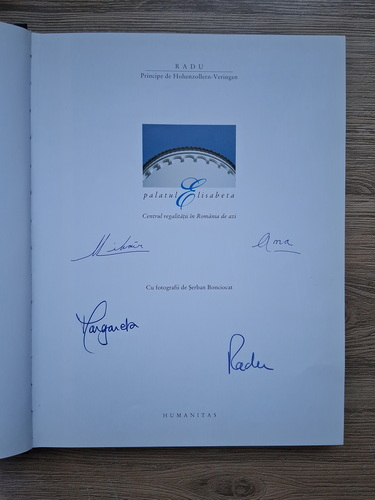 RADU
Principe de Hohenzollern-Veringen
palatul Elisabeta
Centrul regalității în România de azi
Mihai R
Ana
Cu fotografii de Șerban Bonciocat
Margareta
Radu
HUMANITAS